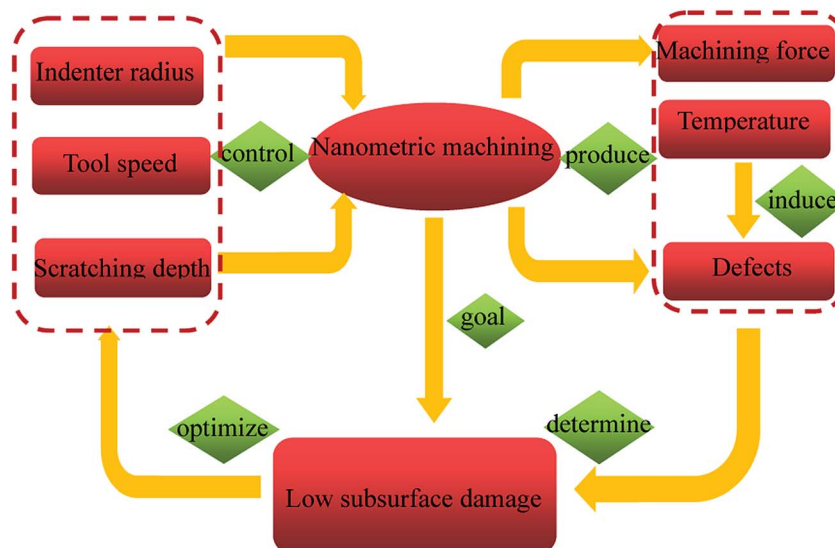 Indenter radius
Tool speed
Scratching depth
control
Nanometric machining
produce
Machining force
Temperature
induce
Defects
goal
optimize
determine
Low subsurface damage